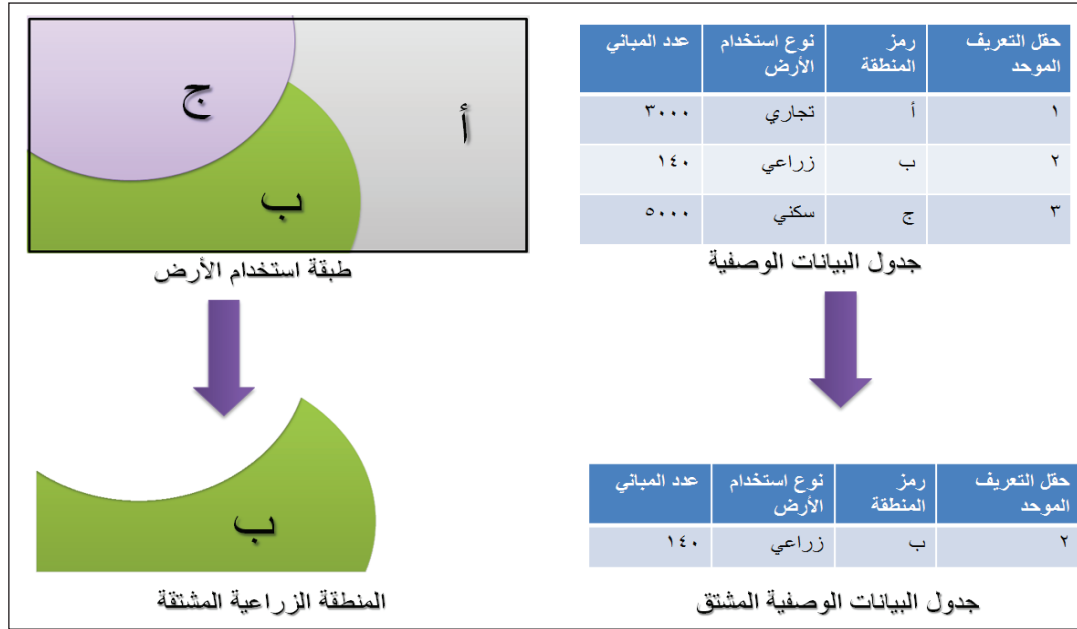 حقل التعريف الموحد	رمز المنطقة	نوع استخدام الأرض	عدد المباني
١	أ	تجاري	٣٠٠٠
٢	ب	زراعي	١٤٠
٣	ج	سكني	٥٠٠٠
جدول البيانات الوصفية
ج
أ
ب
طبقة استخدام الأرض
حقل التعريف الموحد	رمز المنطقة	نوع استخدام الأرض	عدد المباني
٢	ب	زراعي	١٤٠
جدول البيانات الوصفية المشتق
ب
المنطقة الزراعية المشتقة